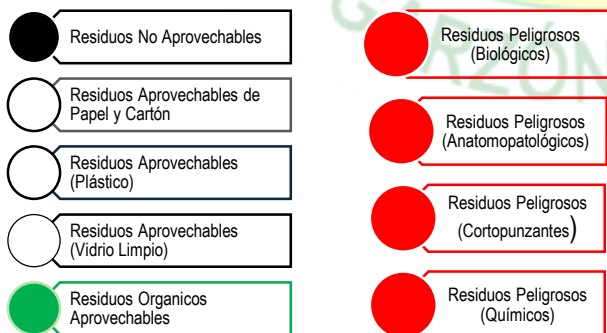 Residuos No Aprovechables
Residuos Aprovechables de
Papel y Cartón
Residuos Aprovechables
(Plástico)
Residuos Aprovechables
(Vidrio Limpio)
Residuos Organicos
Aprovechables
GARZÓN
Residuos Peligrosos
(Biológicos)
Residuos Peligrosos
(Anatomopatológicos)
Residuos Peligrosos
(Cortopunzantes)
Residuos Peligrosos
(Químicos)